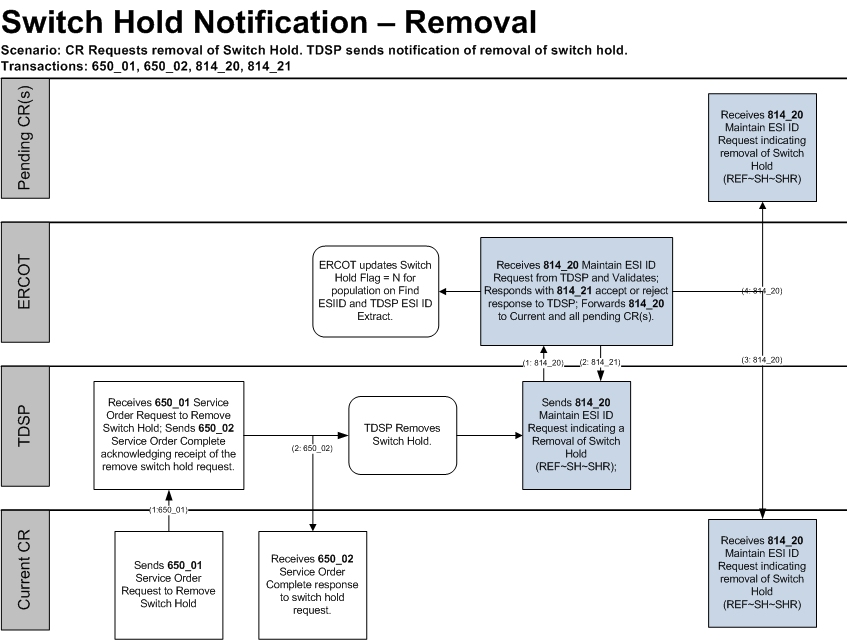 Switch Hold Notification – Removal
Scenario: CR Requests removal of Switch Hold. TDSP sends notification of removal of switch hold.
Transactions: 650_01, 650_02, 814_20, 814_21
Pending CR(s)
Receives 814_20
Maintain ESI ID
Request indicating
removal of Switch
Hold
(REF~SH~SHR)
ERCOT
ERCOT updates Switch
Hold Flag = N for
population on Find
ESIID and TDSP ESI ID
Extract.
Receives 814_20 Maintain ESI ID
Request from TDSP and Validates;
Responds with 814_21 accept or reject
response to TDSP; Forwards 814_20
to Current and all pending CR(s).
(4: 814_20)
(3: 814_20)
(1: 814_20)
(2: 814_21)
TDSP
Receives 650_01 Service
Order Request to Remove
Switch Hold; Sends 650_02
Service Order Complete
acknowledging receipt of the
remove switch hold request.
(2: 650_02)
TDSP Removes
Switch Hold.
Sends 814_20
Maintain ESI ID
Request indicating a
Removal of Switch
Hold
(REF~SH~SHR);
(1:650_01)
Current CR
Sends 650_01
Service Order
Request to Remove
Switch Hold
Receives 650_02
Service Order
Complete response
to switch hold
request.
Receives 814_20
Maintain ESI ID
Request indicating
removal of Switch
Hold
(REF~SH~SHR)